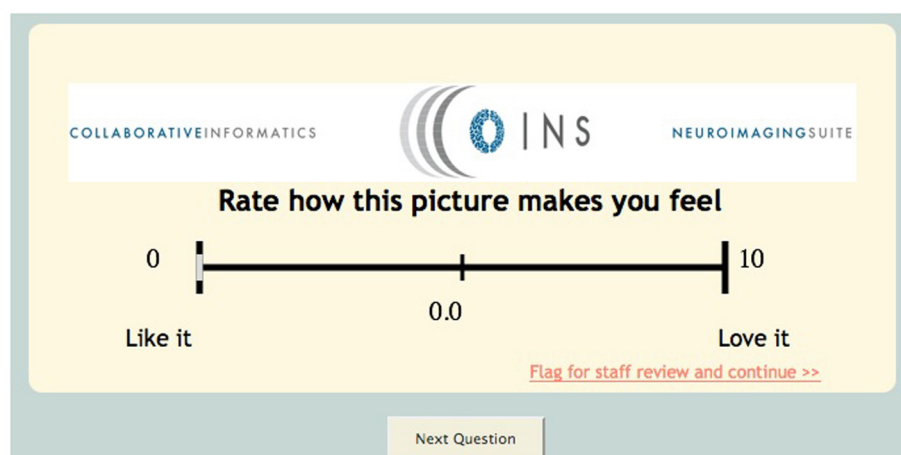 COLLABORATIVEINFORMATICS COINS NEUROIMAGINGSUITE
Rate how this picture makes you feel
0 10
0.0
Like it Love it
Flag for staff review and continue >>
Next Question